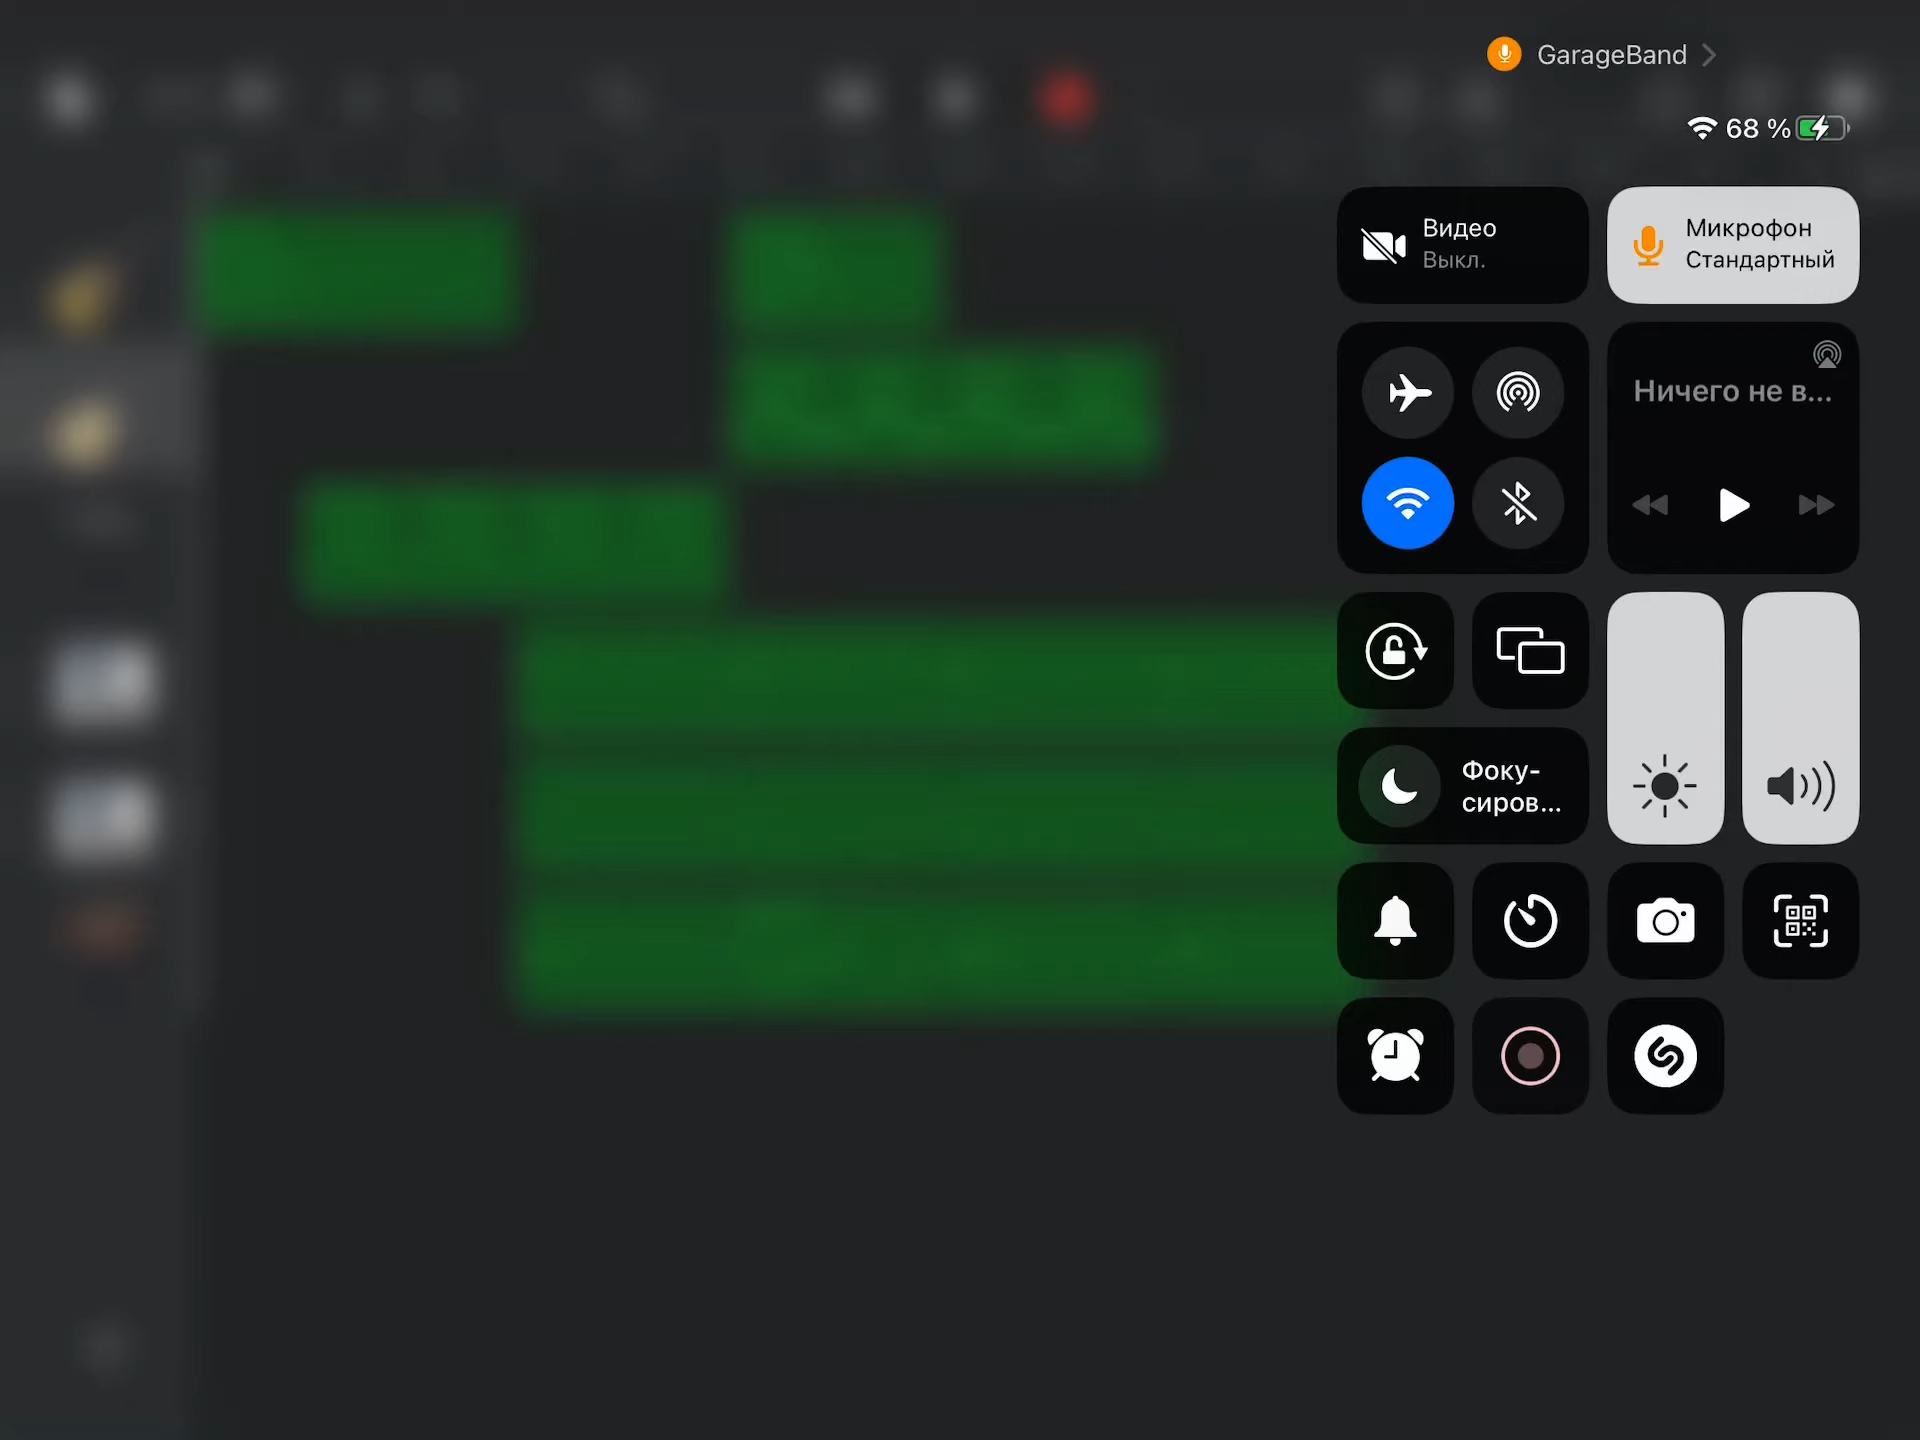 GarageBand
68 %
Видео
Выкл.
Микрофон
Стандартный
Ничего не в...
Фоку-
сиров...